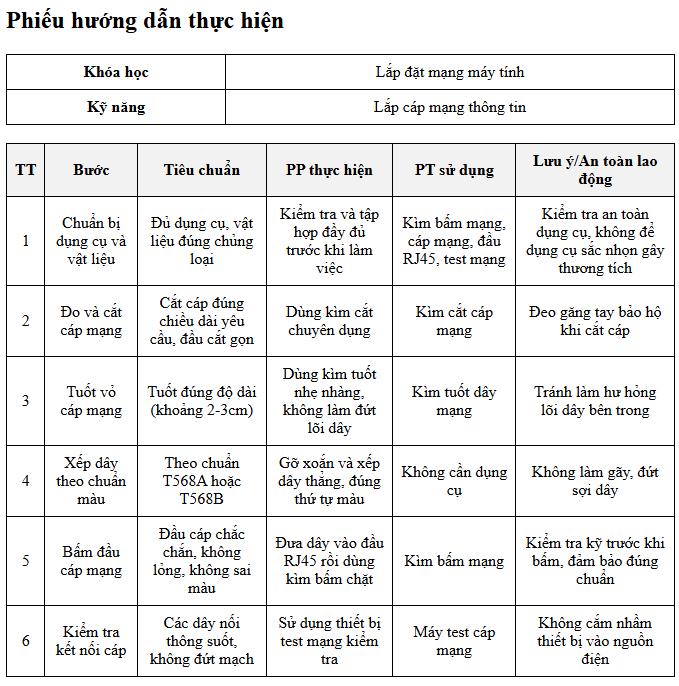 Phiếu hướng dẫn thực hiện
Khóa học
Lắp đặt mạng máy tính
Kỹ năng
Lắp cáp mạng thông tin
TT
Bước
Tiêu chuẩn
PP thực hiện
PT sử dụng
Lưu ý/An toàn lao
động
1
Chuẩn bị
dụng cụ và
vật liệu
Đủ dụng cụ, vật
liệu đúng chủng
loại
Kiểm tra và tập
hợp đầy đủ
trước khi làm
việc
Kìm bấm mạng,
cáp mạng, đầu
RJ45, test mạng
Kiểm tra an toàn
dụng cụ, không để
dụng cụ sắc nhọn gây
thương tích
2
Đo và cắt
cáp mạng
Cắt cáp đúng
chiều dài yêu
cầu, đầu cắt gọn
Dùng kìm cắt
chuyên dụng
Kìm cắt cáp
mạng
Đeo găng tay bảo hộ
khi cắt cáp
3
Tuốt vỏ
cáp mạng
Tuốt đúng độ dài
(khoảng 2-3cm)
Dùng kìm tuốt
nhẹ nhàng,
không làm đứt
lõi dây
Kìm tuốt dây
mạng
Tránh làm hư hỏng
lõi dây bên trong
4
Xếp dây
theo chuẩn
màu
Theo chuẩn
T568A hoặc
T568B
Gỡ xoắn và xếp
dây thẳng, đúng
thứ tự màu
Không cần dụng
cụ
Không làm gãy, đứt
sợi dây
5
Bấm đầu
cáp mạng
Đầu cáp chắc
chắn, không
lỏng, không sai
màu
Đưa dây vào đầu
RJ45 rồi dùng
kìm bấm chặt
Kìm bấm mạng
Kiểm tra kỹ trước khi
bấm, đảm bảo đúng
chuẩn
6
Kiểm tra
kết nối cáp
Các dây nối
thông suốt,
không đứt mạch
Sử dụng thiết bị
test mạng kiểm
tra
Máy test cáp
mạng
Không cắm nhầm
thiết bị vào nguồn
điện